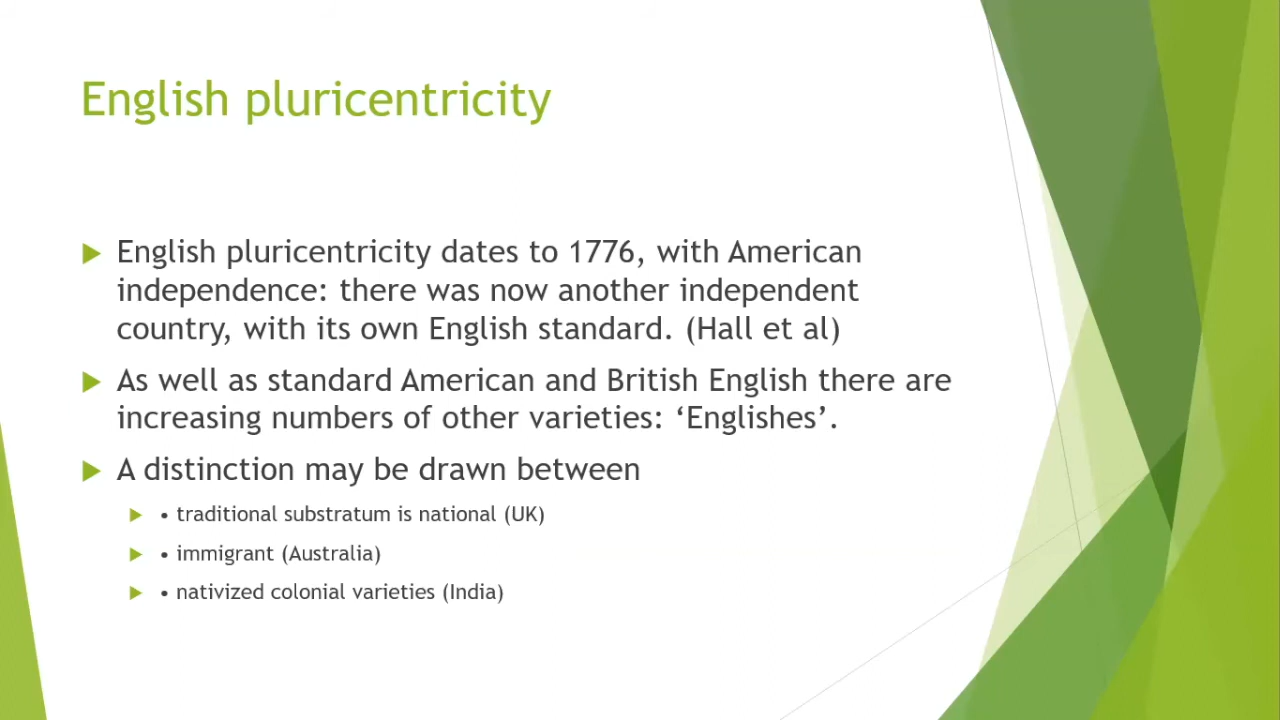 English pluricentricity
English pluricentricity dates to 1776, with American
independence: there was now another independent
country, with its own English standard. (Hall et al)
As well as standard American and British English there are
increasing numbers of other varieties: ‘Englishes’.
A distinction may be drawn between
• traditional substratum is national (UK)
• immigrant (Australia)
• nativized colonial varieties (India)